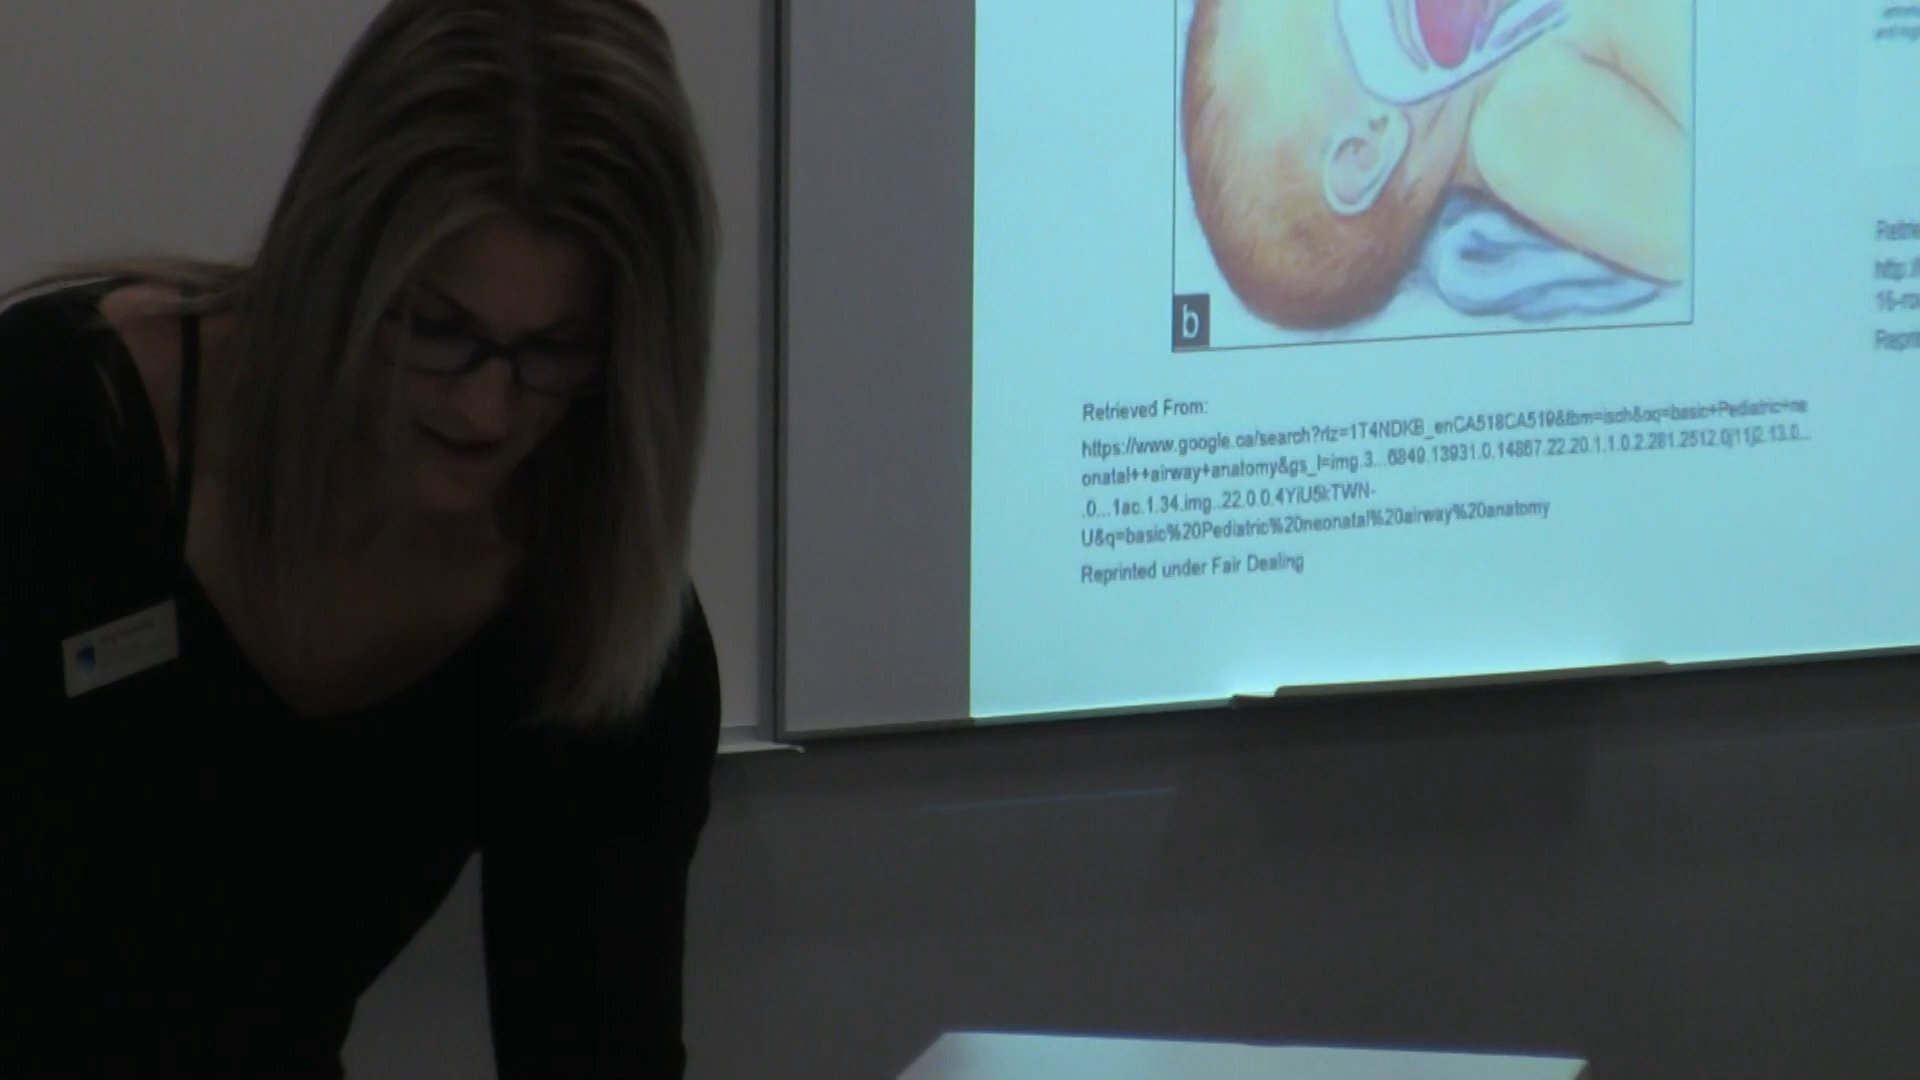 b
Retrieved From:
https://www.google.ca/search?rlz=1T4NDKB_enCA518CA519&tbm=isch&oq=basic+Pediatric+ne
onatal++airway+anatomy&gs_l=img.3...6849.13931.0.14867.22.20.1.1.0.2.281.2512.0j11j2.13.0...
.0...1ac.1.34.img..22.0.0.4YiU5kTWN-
U&q=basic%20Pediatric%20neonatal%20airway%20anatomy
Reprinted under Fair Dealing
http:/